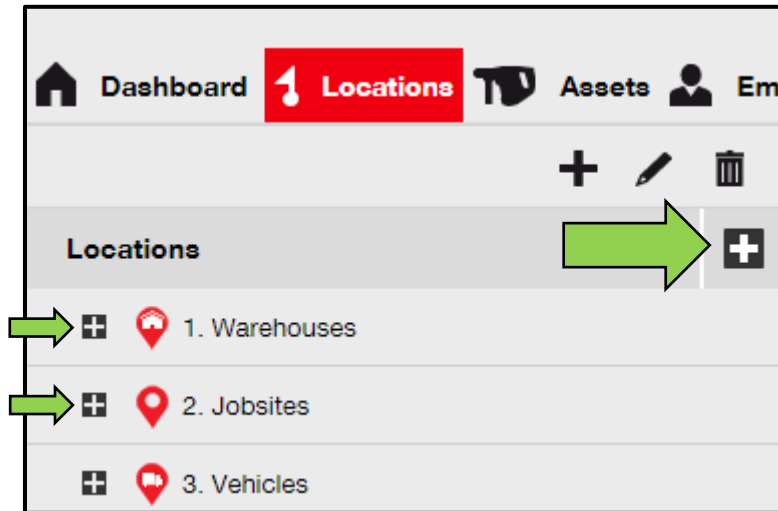 Dashboard Locations Assets Em
Locations
1. Warehouses
2. Jobsites
3. Vehicles